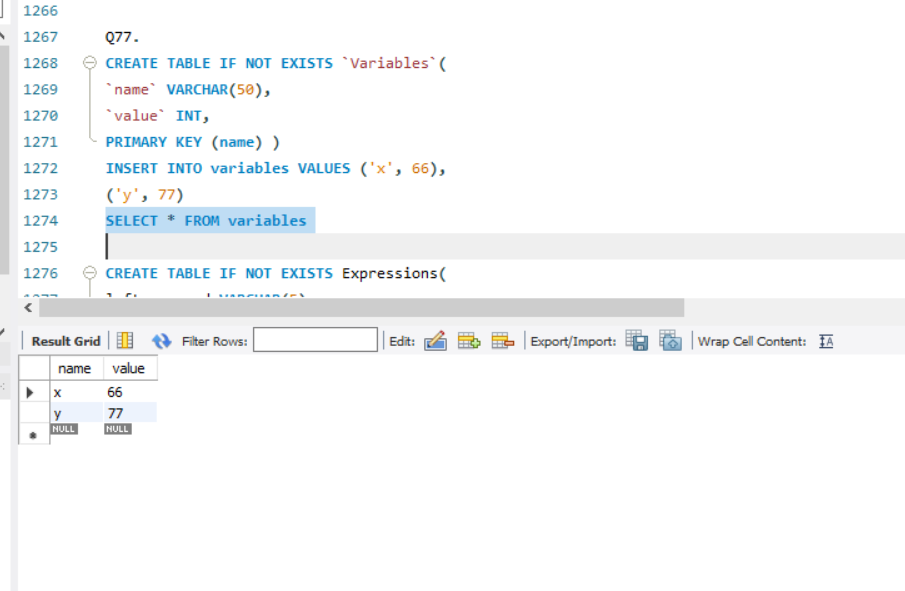 1266
1267 Q77.
1268 CREATE TABLE IF NOT EXISTS `Variables`(
1269 `name` VARCHAR(50),
1270 `value` INT,
1271 PRIMARY KEY (name) )
1272 INSERT INTO variables VALUES ('x', 66),
1273 ('y', 77)
1274 SELECT * FROM variables
1275
1276 CREATE TABLE IF NOT EXISTS Expressions(
Result Grid Filter Rows: Edit: Export/Import: Wrap Cell Content: IA
name value
x 66
y 77
NULL NULL